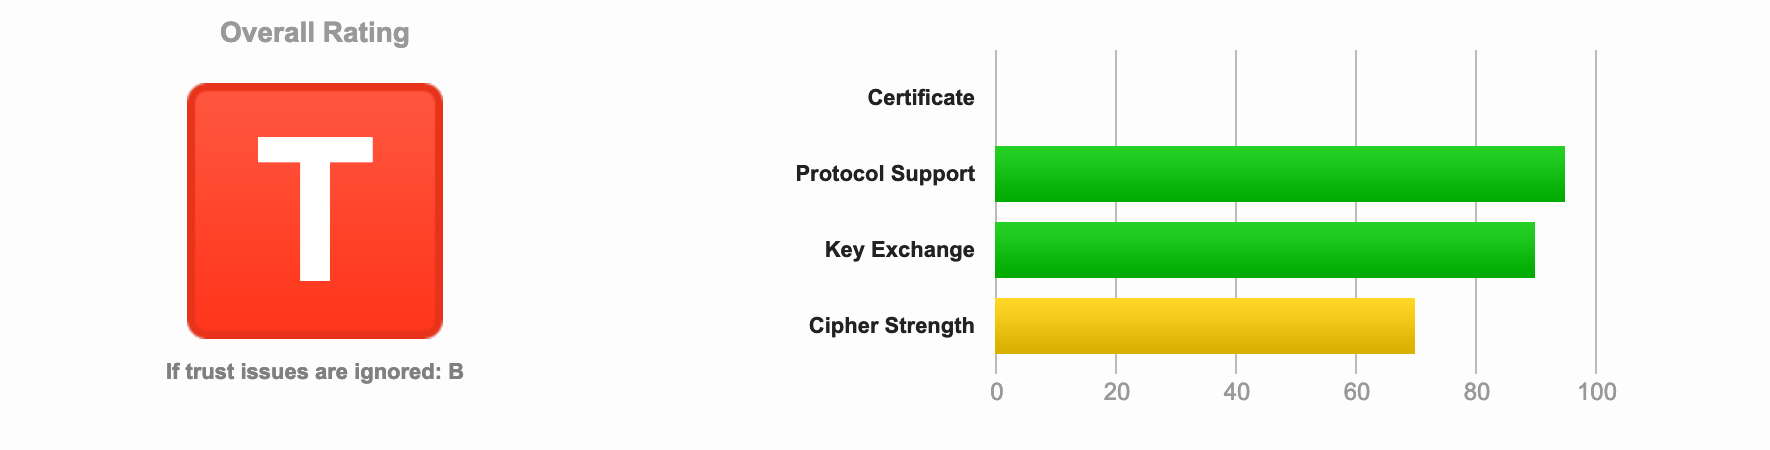 Overall Rating
T
If trust issues are ignored: B
Certificate
Protocol Support
Key Exchange
Cipher Strength
0 20 40 60 80 100